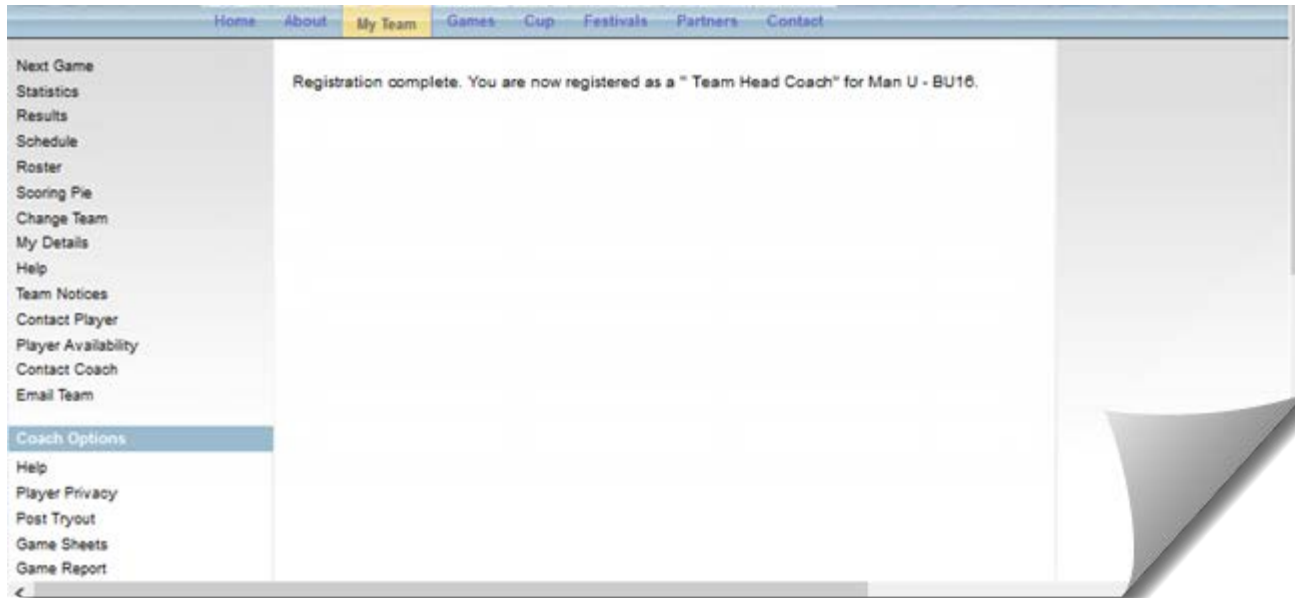 Home About My Team Games Cup Festivals Partners Contact
Next Game
Registration complete. You are now registered as a " Team Head Coach" for Man U - BU16.
Statistics
Results
Schedule
Roster
Scoring Pie
Change Team
My Details
Help
Team Notices
Contact Player
Player Availability
Contact Coach
Email Team
Coach Options
Help
Player Privacy
Post Tryout
Game Sheets
Game Report